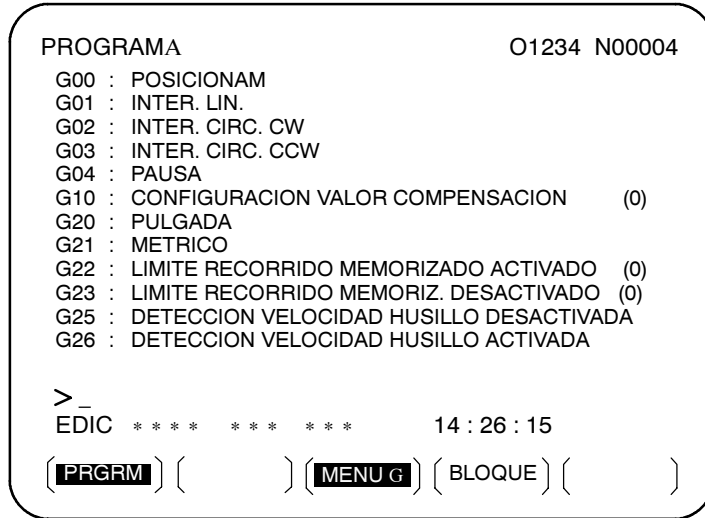 PROGRAMA O1234 N00004
G00 : POSICIONAM
G01 : INTER. LIN.
G02 : INTER. CIRC. CW
G03 : INTER. CIRC. CCW
G04 : PAUSA
G10 : CONFIGURACION VALOR COMPENSACION (0)
G20 : PULGADA
G21 : METRICO
G22 : LIMITE RECORRIDO MEMORIZADO ACTIVADO (0)
G23 : LIMITE RECORRIDO MEMORIZ. DESACTIVADO (0)
G25 : DETECCION VELOCIDAD HUSILLO DESACTIVADA
G26 : DETECCION VELOCIDAD HUSILLO ACTIVADA
>_
EDIC **** *** *** 14 : 26 : 15
PRGRM MENU G BLOQUE